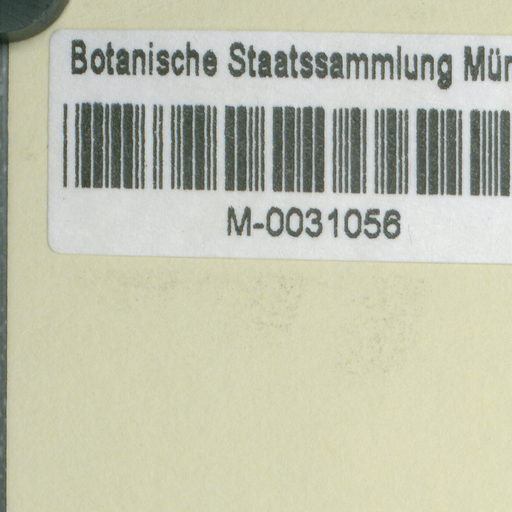 Botanische Staatssammlung Mün
M-0031056